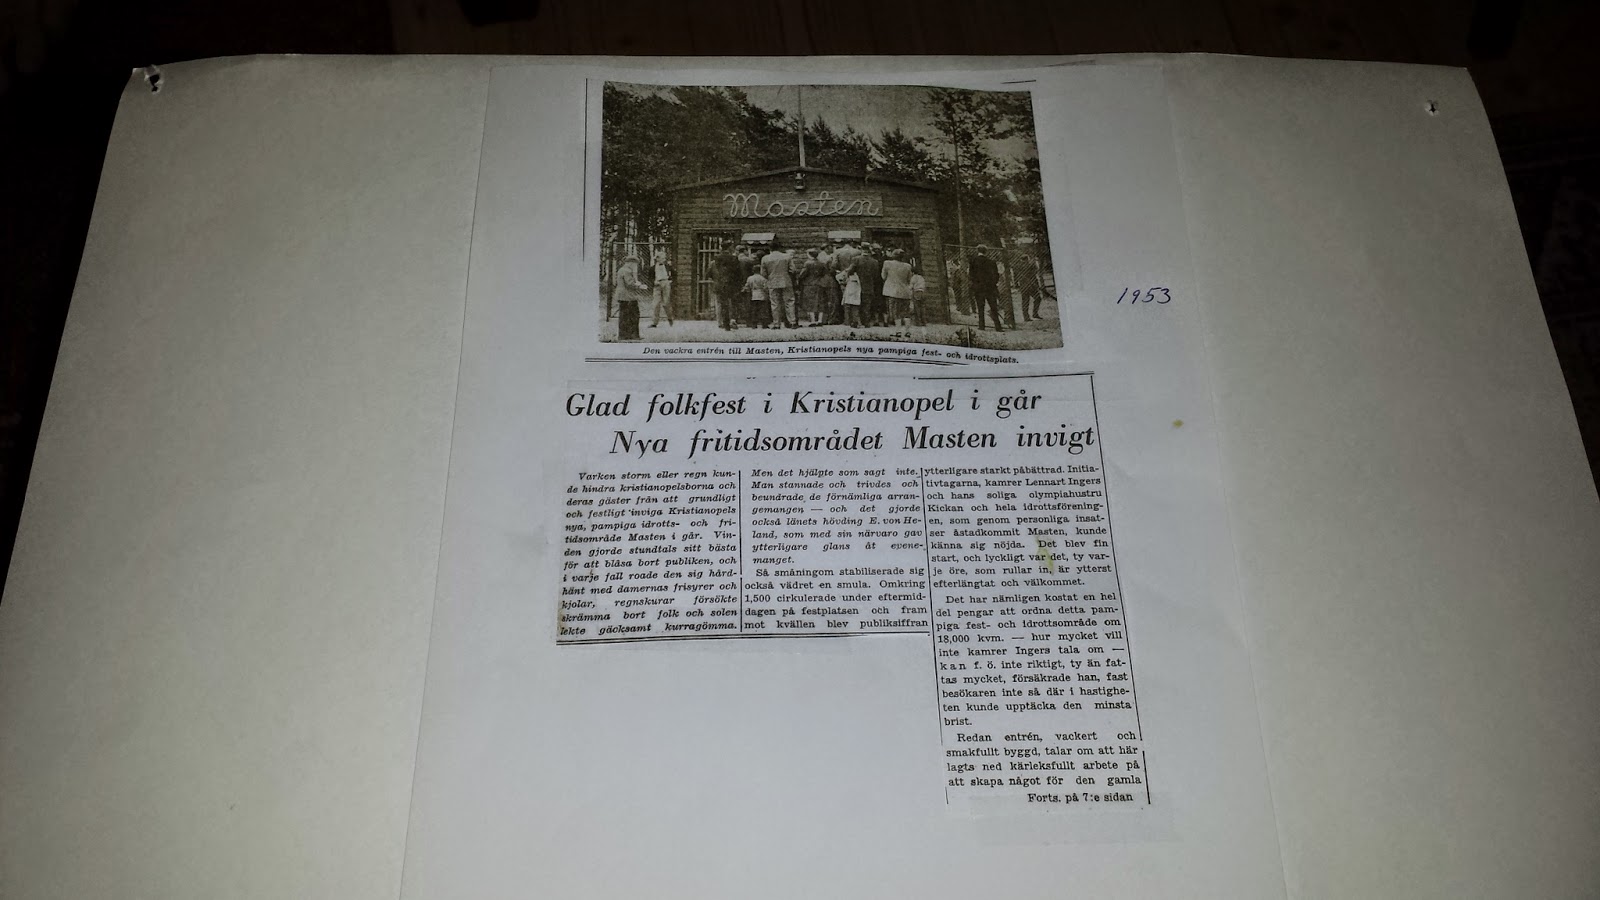 Masten
Den vackra entrén till Masten, Kristianopels nya pampiga fest- och idrottsplats.
1953
Glad folkfest i Kristianopel i går
Nya fritidsområdet Masten invigt
Varken storm eller regn kun-
de hindra kristianopelsborna och
deras gäster från att grundligt
och festligt inviga Kristianopels
nya, pampiga idrotts- och fri-
tidsområde Masten i går. Vin-
den gjorde stundtals sitt bästa
för att blåsa bort publiken, och
i varje fall roade den sig hård-
hänt med damernas frisyrer och
kjolar, regnskurar försökte
skrämma bort folk och solen
lekte gäcksamt kurragömma.
Men det hjälpte som sagt inte.
Man stannade och trivdes och
beundrade de förnämliga arran-
gemangen — och det gjorde
också länets hövding E. von He-
land, som med sin närvaro gav
ytterligare glans åt evene-
manget.
Så småningom stabiliserade sig
också vädret en smula. Omkring
1,500 cirkulerade under eftermid-
dagen på festplatsen och fram
mot kvällen blev publiksiffran
ytterligare starkt påbättrad. Initia-
tivtagarna, kamrer Lennart Ingers
och hans soliga olympiahustru
Kickan och hela idrottsförening-
en, som genom personliga insat-
ser åstadkommit Masten, kunde
känna sig nöjda. Det blev fin
start, och lyckligt var det, ty var-
je öre, som rullar in, är ytterst
efterlängtat och välkommet.
Det har nämligen kostat en hel
del pengar att ordna detta pam-
piga fest- och idrottsområde om
18,000 kvm. — hur mycket vill
inte kamrer Ingers tala om —
kan f. ö. inte riktigt, ty än fat-
tas mycket, försäkrade han, fast
besökaren inte så där i hastighe-
ten kunde upptäcka den minsta
brist.
Redan entrén, vackert och
smakfullt byggd, talar om att här
lagts ned kärleksfullt arbete på
att skapa något för den gamla
Forts. på 7:e sidan